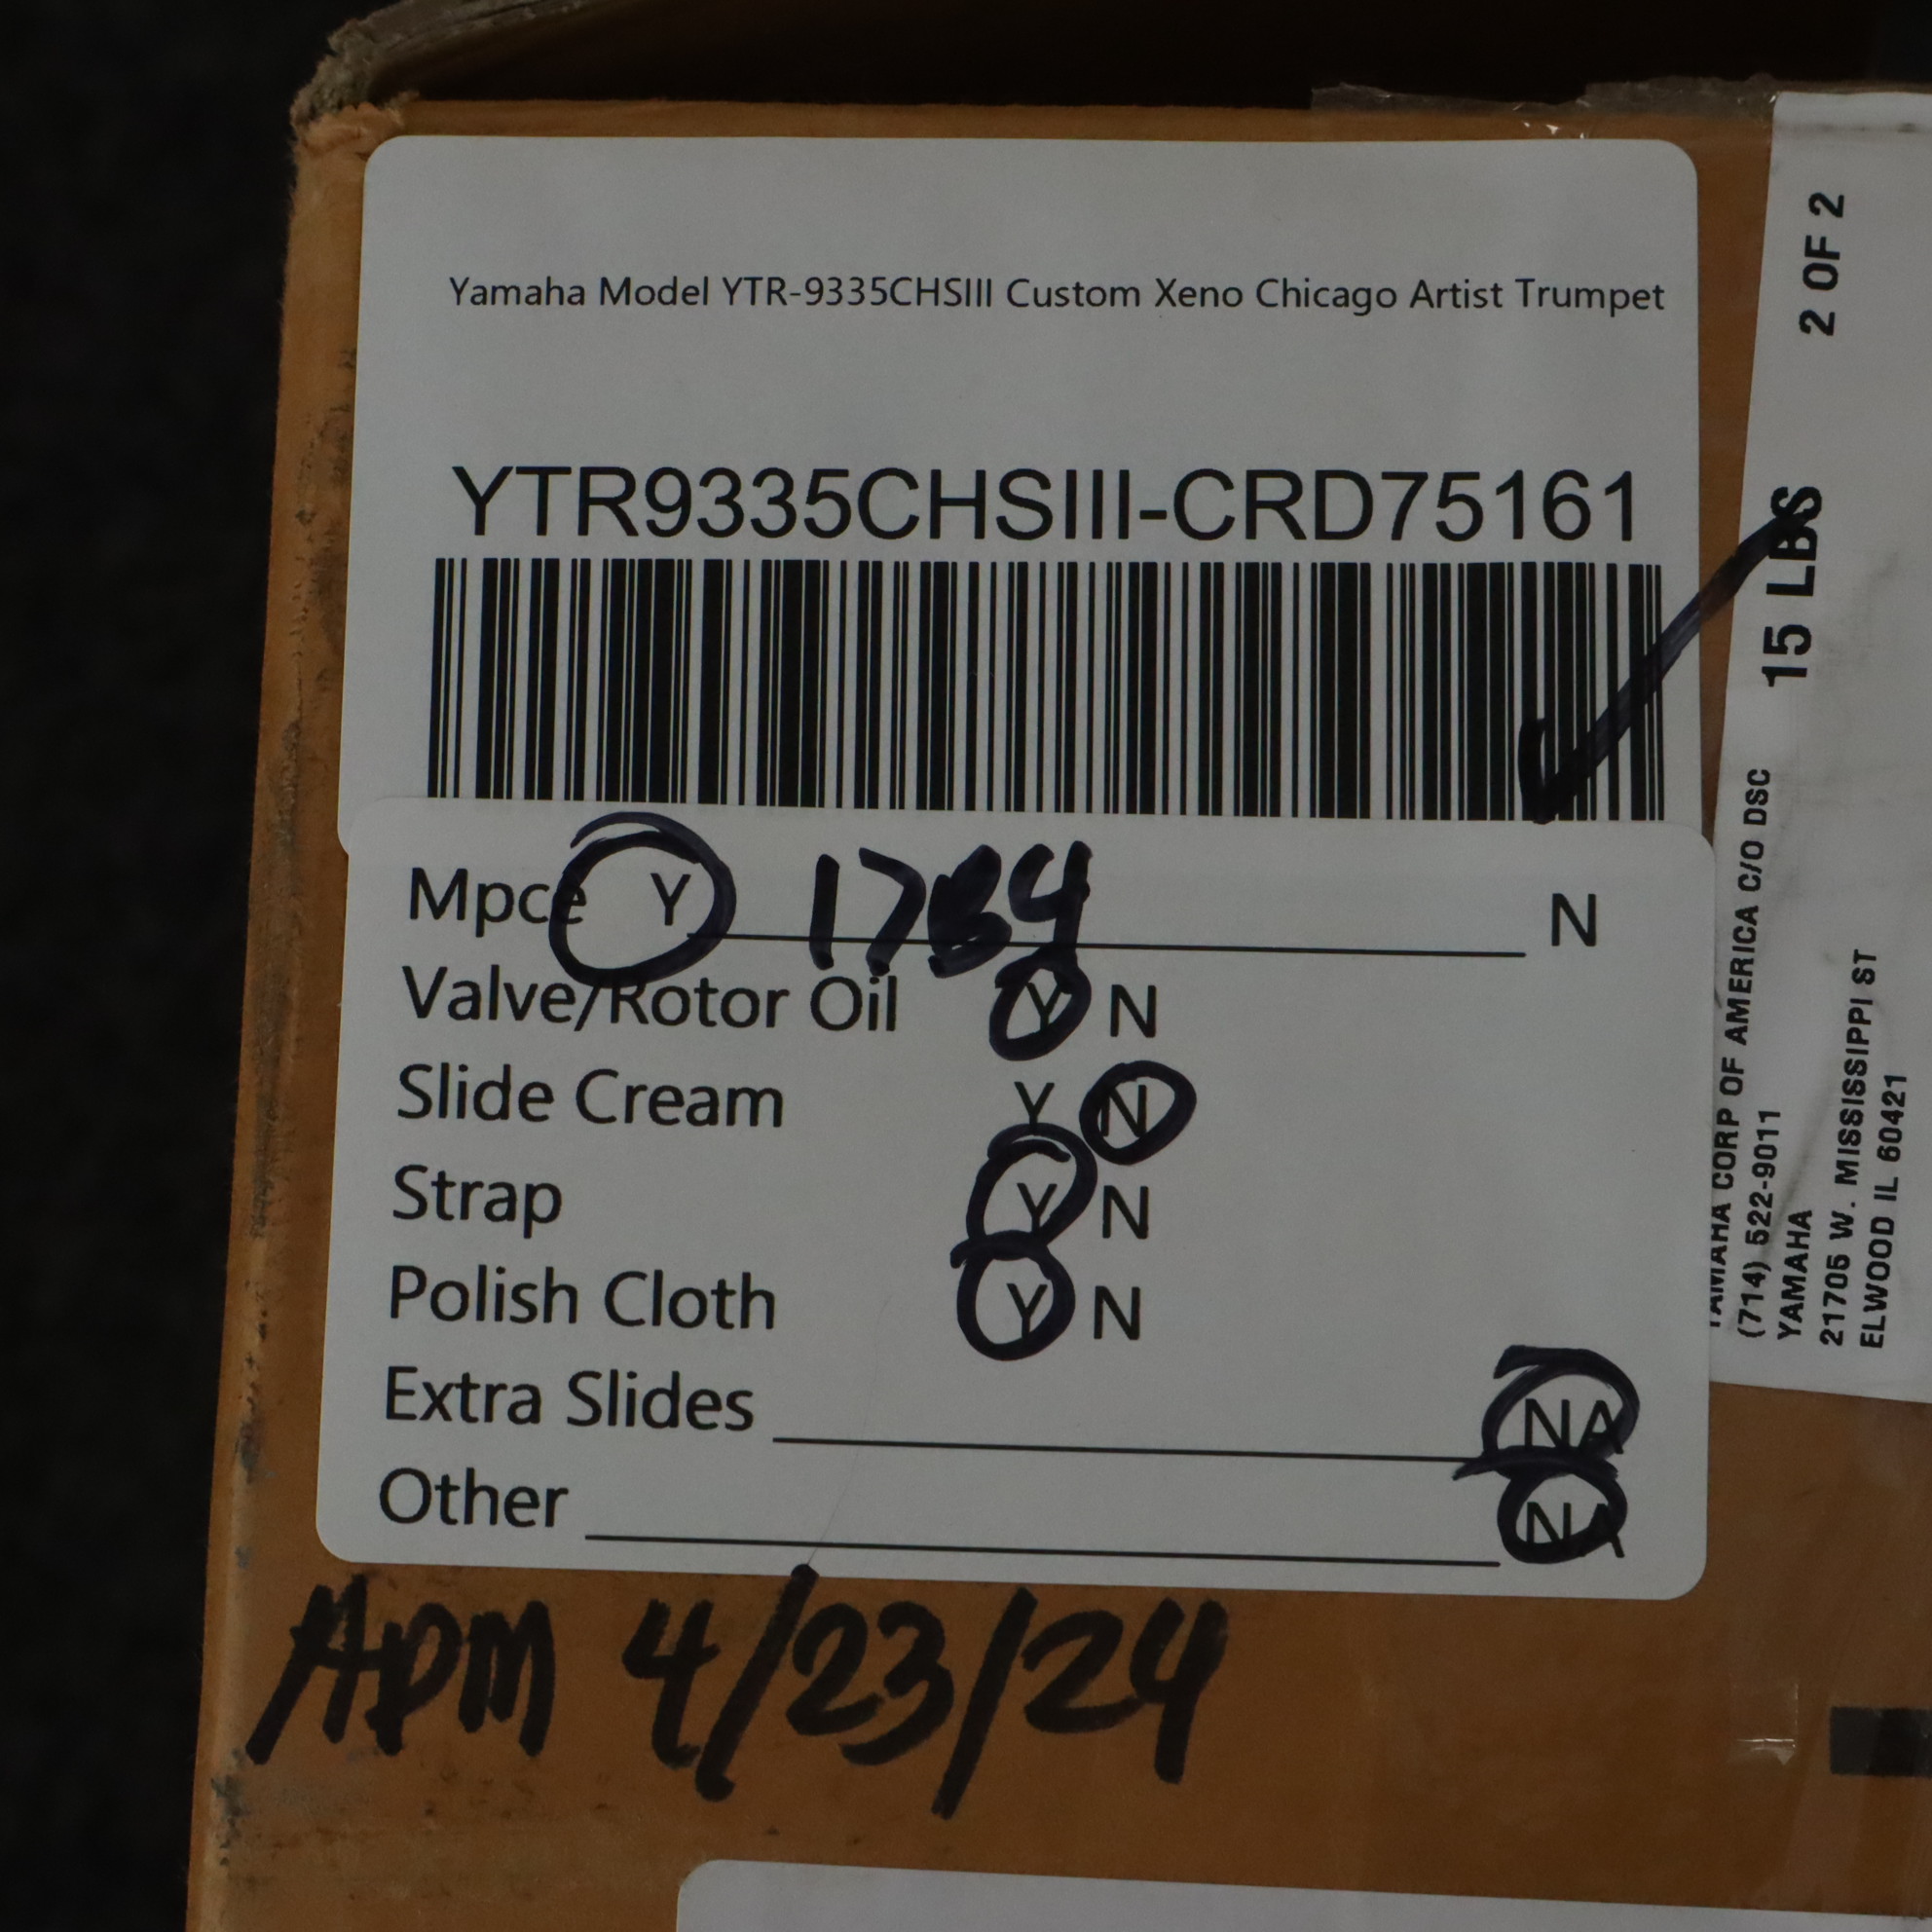 Yamaha Model YTR-9335CHSIII Custom Xeno Chicago Artist Trumpet
YTR9335CHSIII-CRD75161
Mpce Y 17B4 N
Valve/Rotor Oil Y N
Slide Cream Y N
Strap Y N
Polish Cloth Y N
Extra Slides NA
Other NA
APM 4/23/24
2 OF 2
15 LBS
YAMAHA CORP OF AMERICA C/O DSC
(714) 522-9011
YAMAHA
21705 W. MISSISSIPPI ST
ELWOOD IL 60421